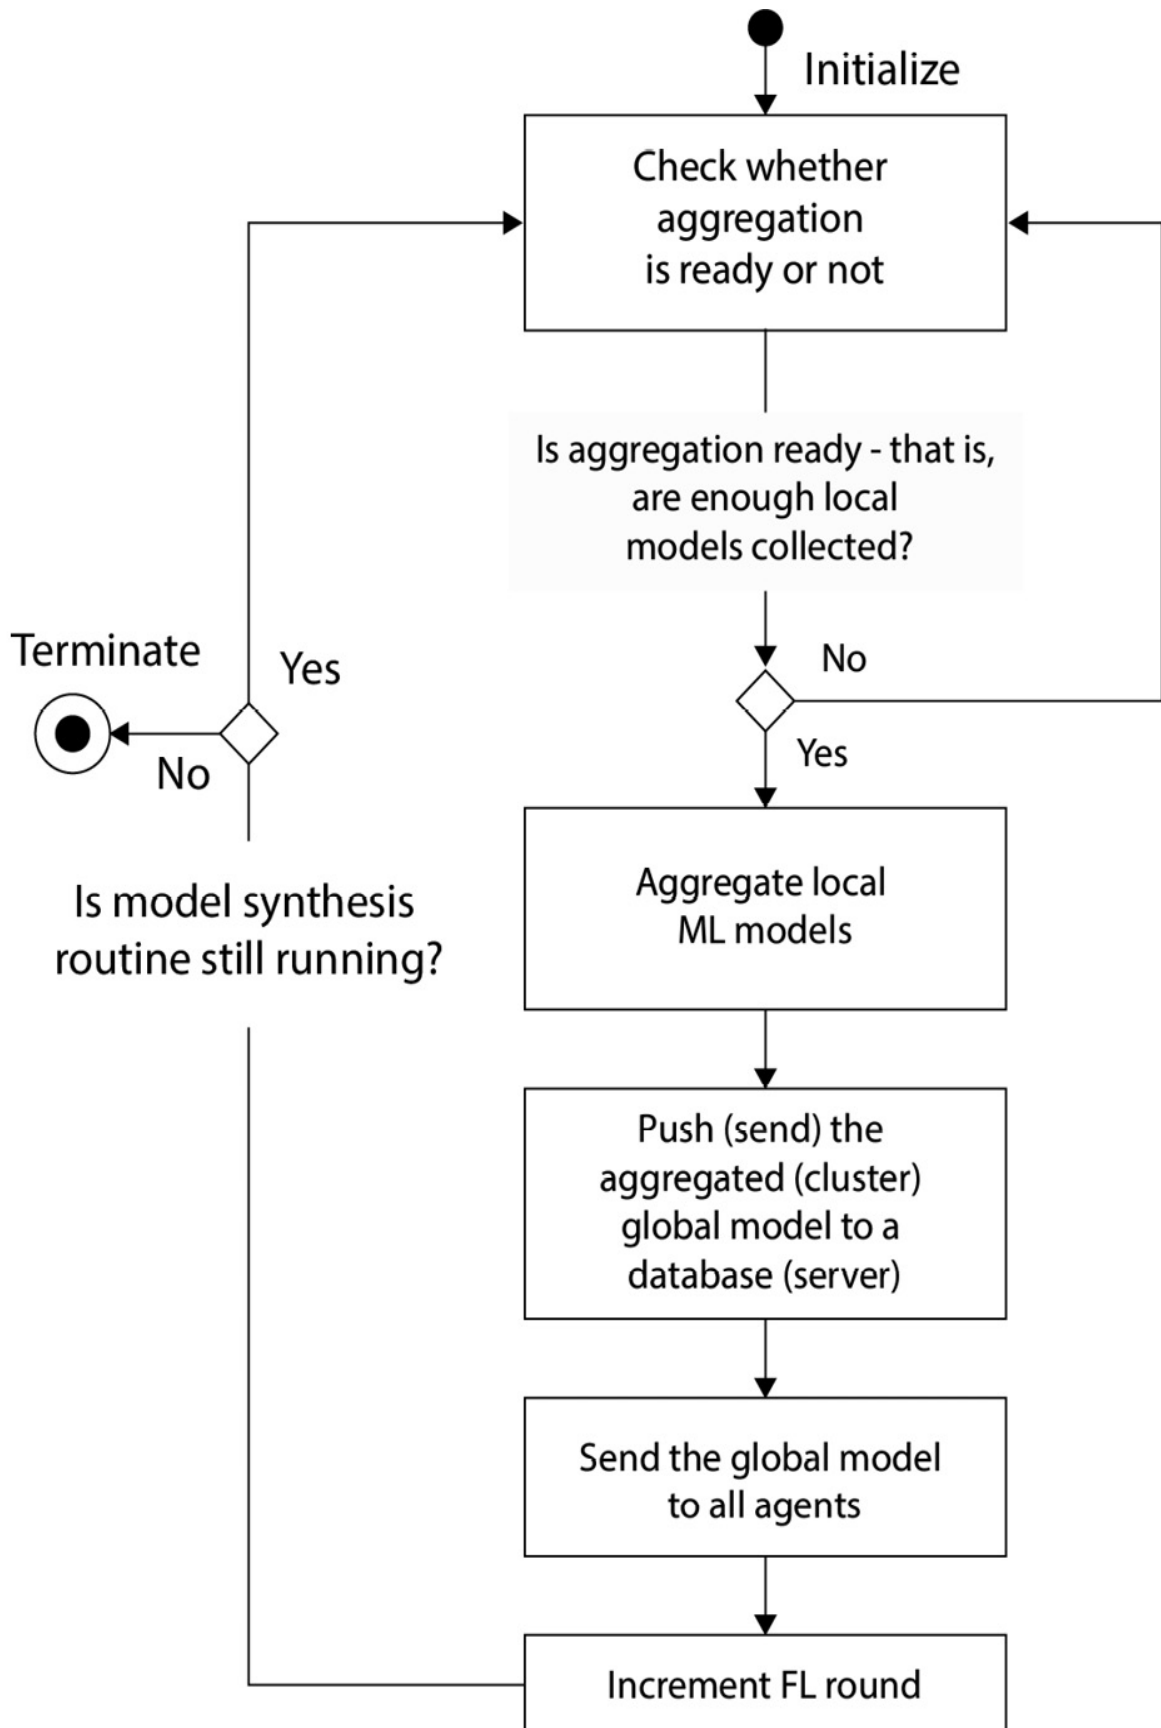 Initialize
Check whether
aggregation
is ready or not
Is aggregation ready - that is,
are enough local
models collected?
Terminate
Yes
No
No
Yes
Is model synthesis
routine still running?
Aggregate local
ML models
Push (send) the
aggregated (cluster)
global model to a
database (server)
Send the global model
to all agents
Increment FL round